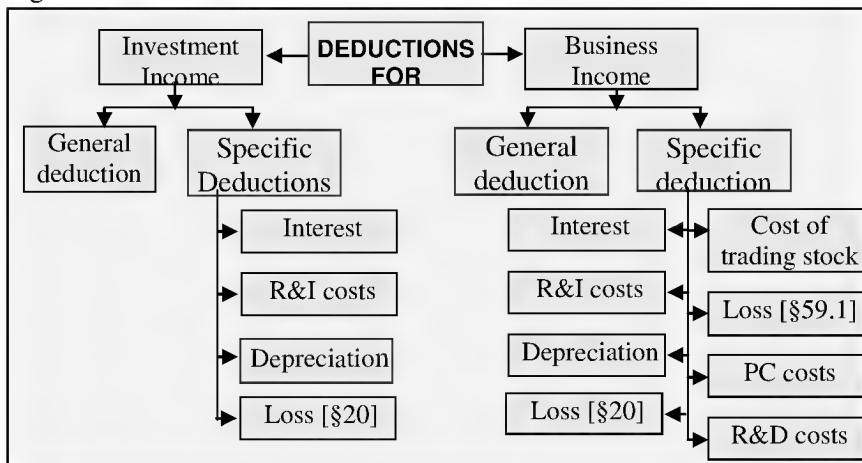 Investment
Income
DEDUCTIONS
FOR
Business
Income
General
deduction
Specific
Deductions
General
deduction
Specific
deduction
Interest
R&I costs
Depreciation
Loss [§20]
Interest
R&I costs
Depreciation
Loss [§20]
Cost of
trading stock
Loss [§59.1]
PC costs
R&D costs